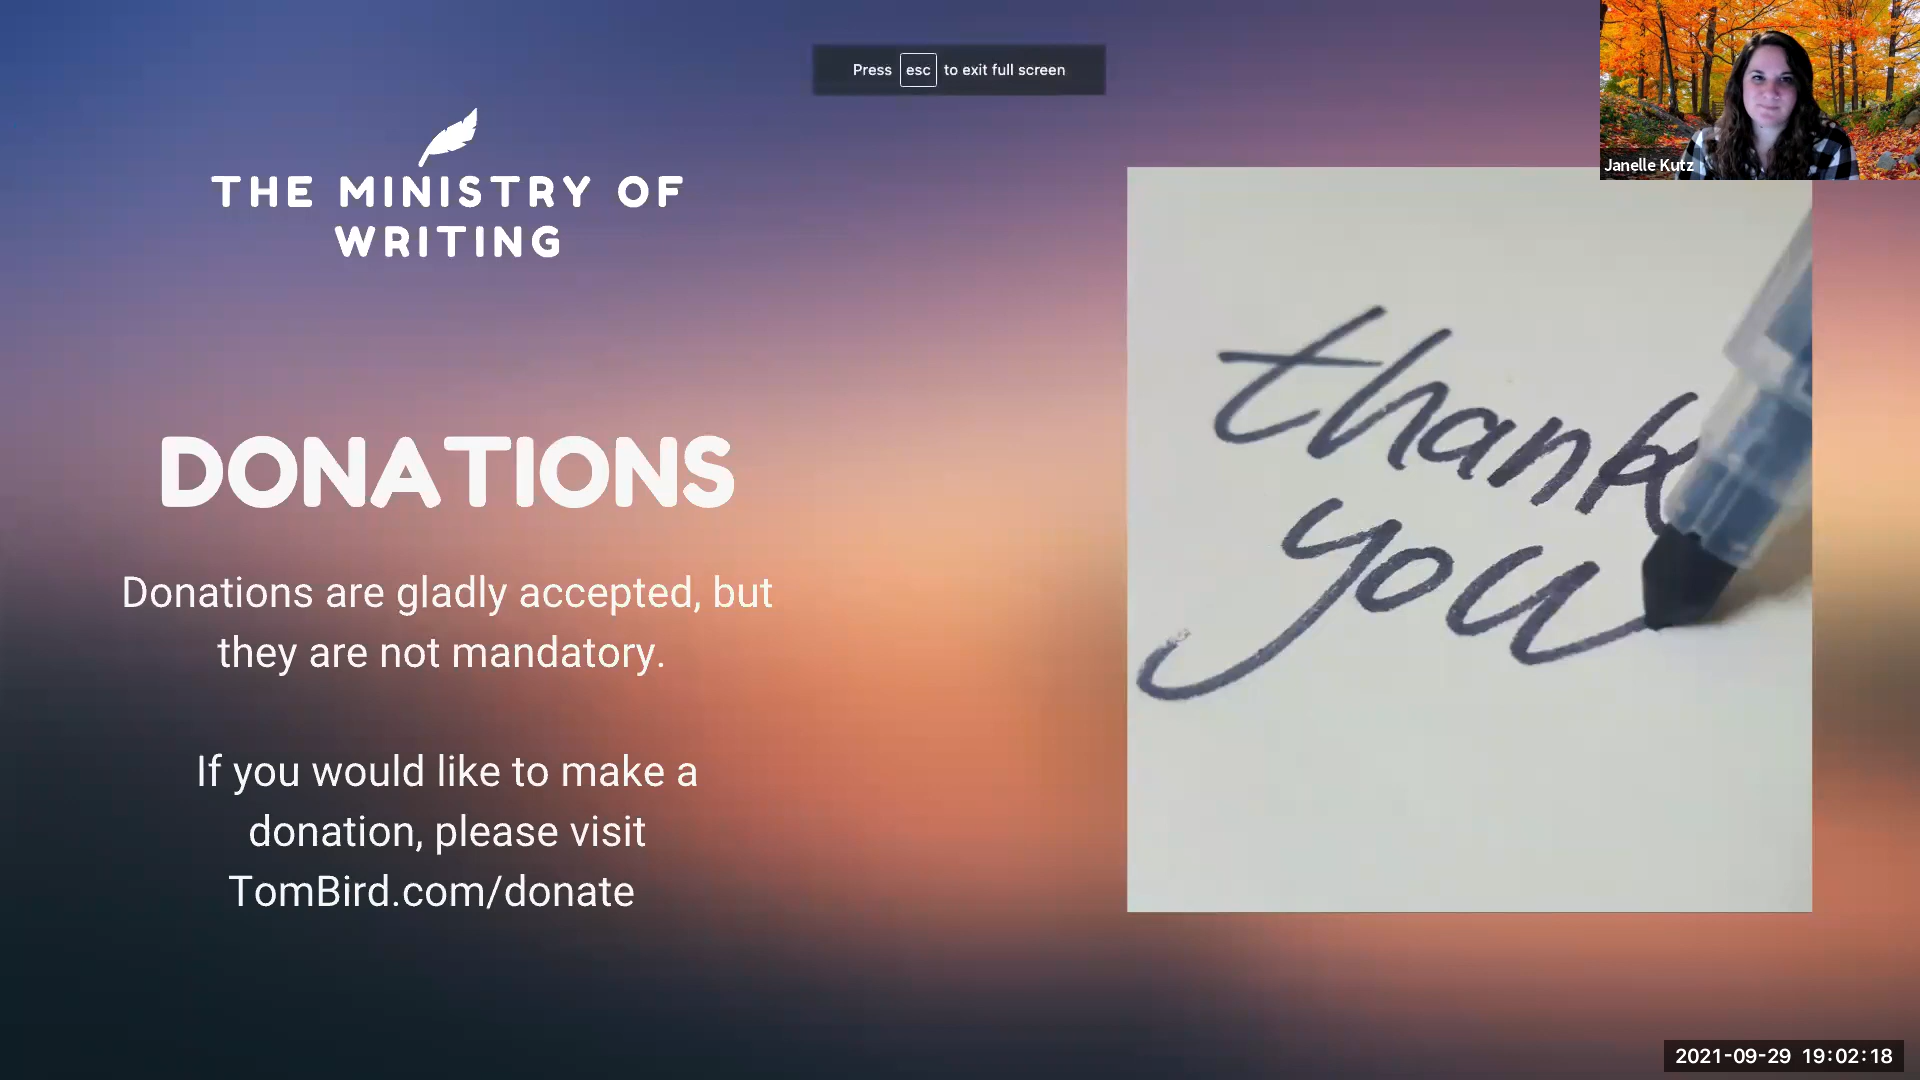 Press esc to exit full screen
Janelle Kutz
THE MINISTRY OF
WRITING
DONATIONS
Donations are gladly accepted, but
they are not mandatory.
If you would like to make a
donation, please visit
TomBird.com/donate
thank
you
2021-09-29 19:02:18